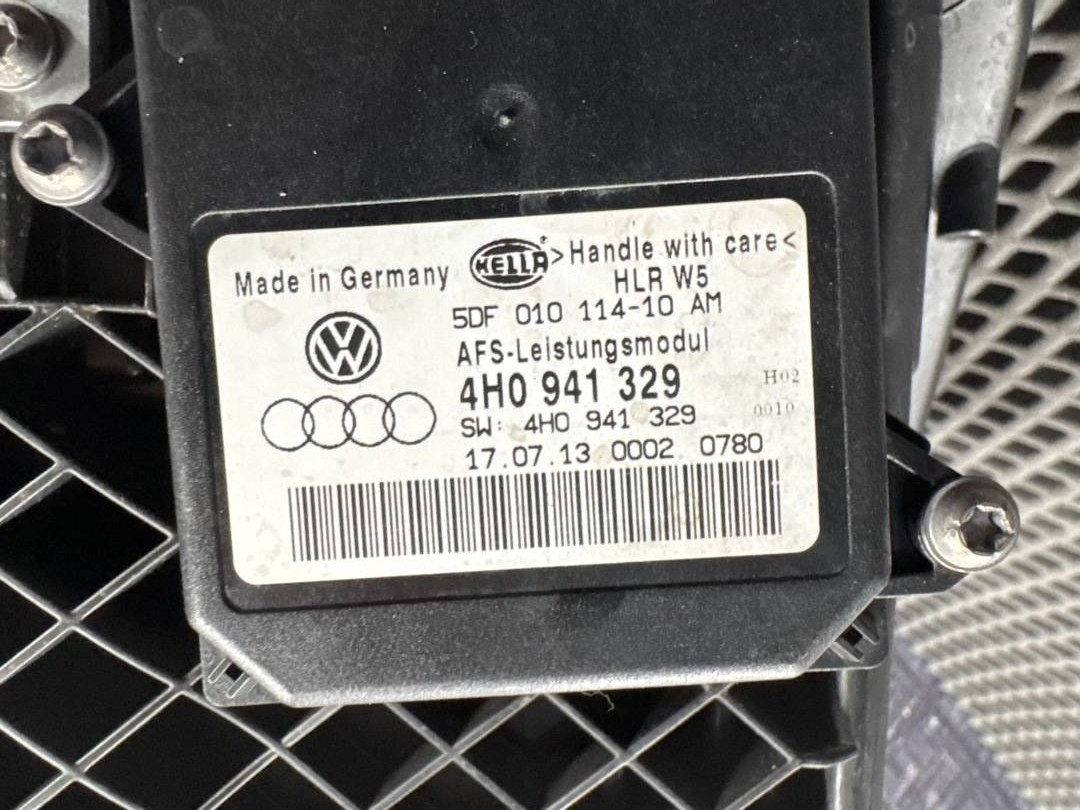 Made in Germany HELLA >Handle with care<
HLR W5
5DF 010 114-10 AM
AFS-Leistungsmodul
4H0 941 329 H02
SW: 4H0 941 329 0010
17.07.13 0002 0780